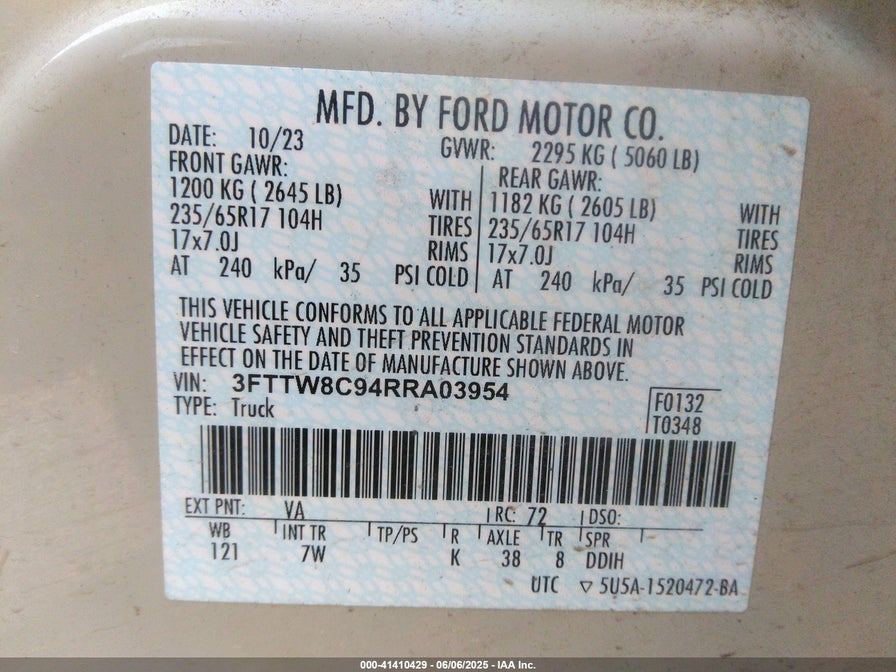 MFD. BY FORD MOTOR CO.
DATE: 10/23 GVWR: 2295 KG ( 5060 LB)
FRONT GAWR: REAR GAWR:
1200 KG ( 2645 LB) WITH 1182 KG ( 2605 LB) WITH
235/65R17 104H TIRES 235/65R17 104H TIRES
17x7.0J RIMS 17x7.0J RIMS
AT 240 kPa/ 35 PSI COLD AT 240 kPa/ 35 PSI COLD
THIS VEHICLE CONFORMS TO ALL APPLICABLE FEDERAL MOTOR
VEHICLE SAFETY AND THEFT PREVENTION STANDARDS IN
EFFECT ON THE DATE OF MANUFACTURE SHOWN ABOVE.
VIN: 3FTTW8C94RRA03954
TYPE: Truck F0132
T0348
EXT PNT: VA RC: 72 DSO:
WB INT TR TP/PS R AXLE TR SPR
121 7W K 38 8 DDIH
UTC ▽ 5U5A-1520472-BA
000-41410429 - 06/06/2025 - IAA Inc.